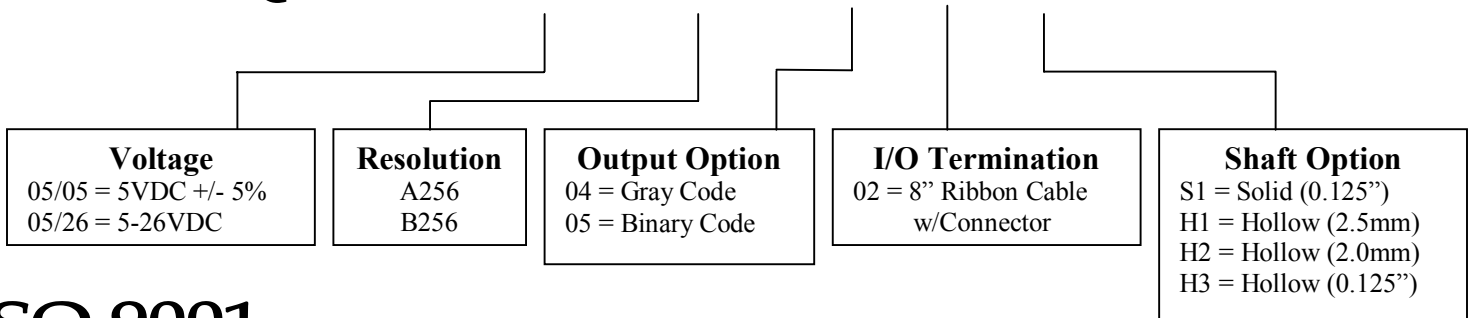 Voltage
05/05 = 5VDC +/- 5%
05/26 = 5-26VDC
Resolution
A256
B256
Output Option
04 = Gray Code
05 = Binary Code
I/O Termination
02 = 8” Ribbon Cable
w/Connector
Shaft Option
S1 = Solid (0.125”)
H1 = Hollow (2.5mm)
H2 = Hollow (2.0mm)
H3 = Hollow (0.125”)